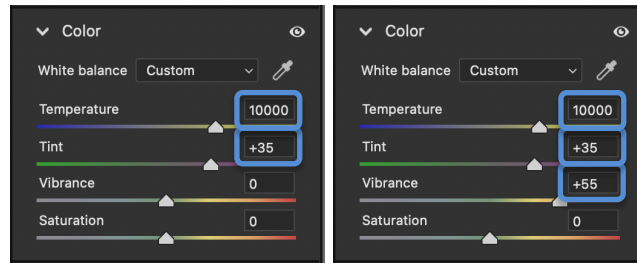 Color
White balance Custom
Temperature 10000
Tint +35
Vibrance 0
Saturation 0
Color
White balance Custom
Temperature 10000
Tint +35
Vibrance +55
Saturation 0